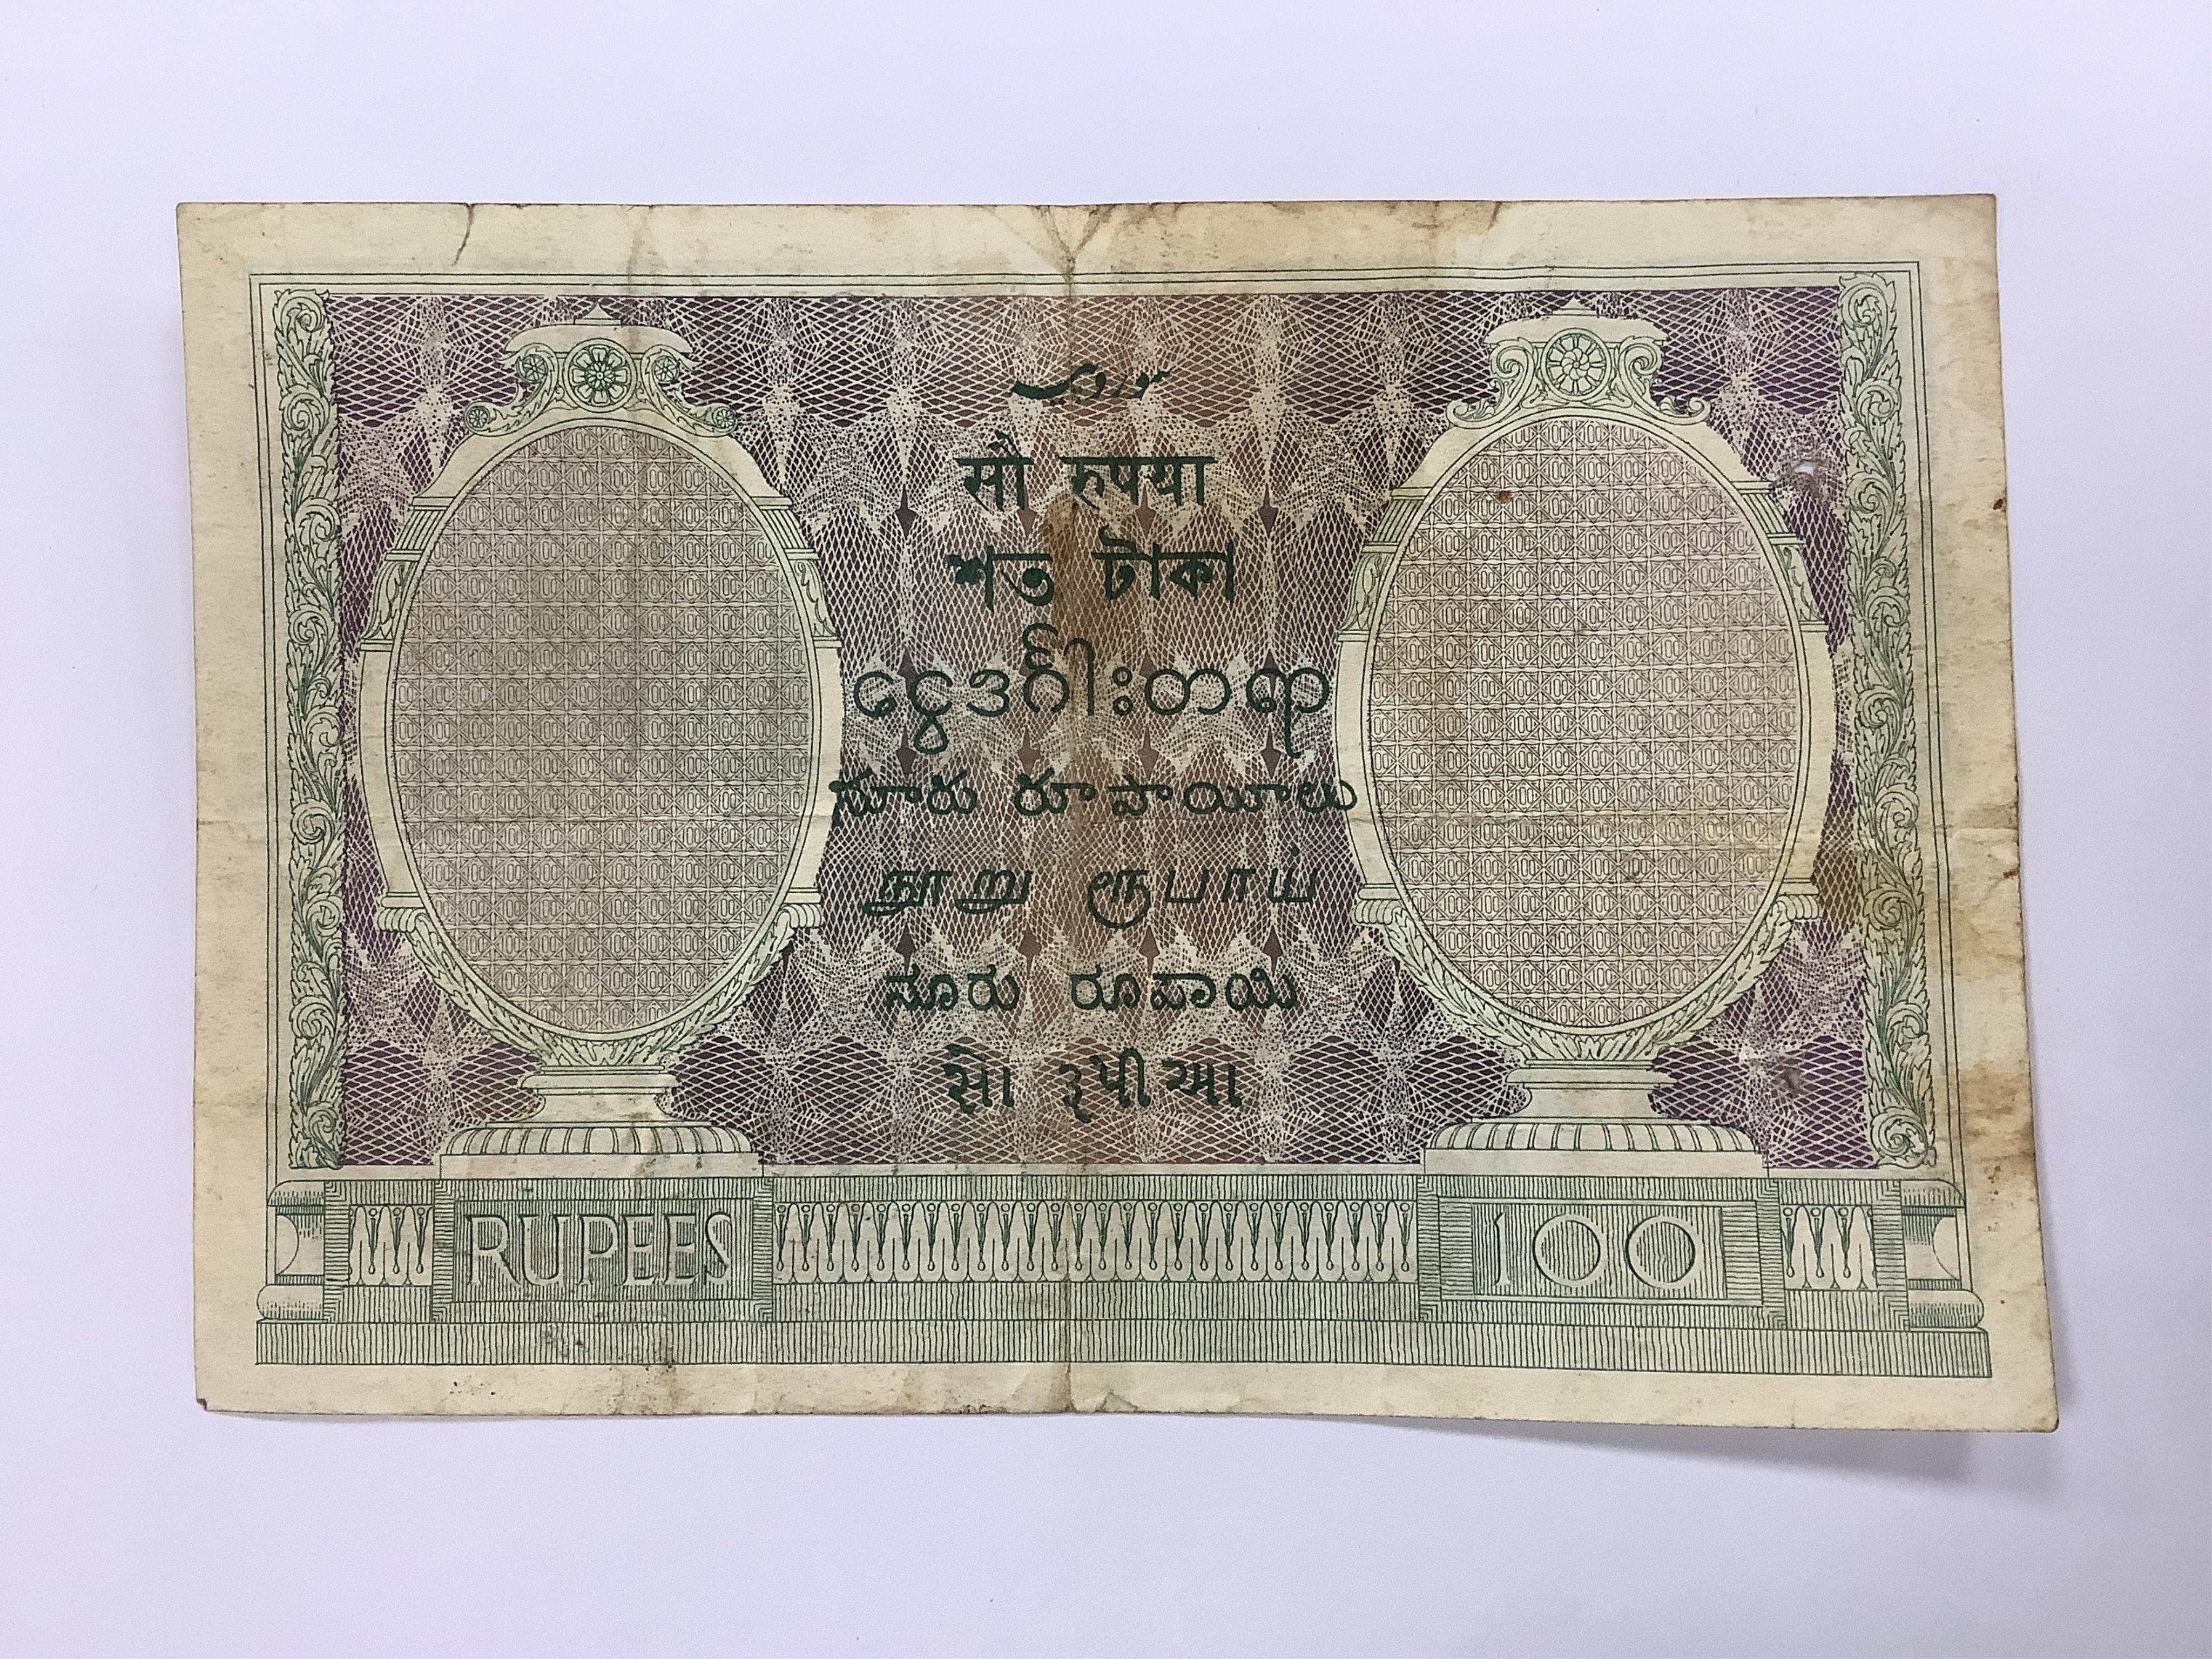 سو روپیہ
सौ रुपया
শত টাকা
ငွေဒင်္ဂါးတရာ
నూరు రూపాయీలు
நூறு ரூபாய்
ನೂರು ರೂಪಾಯಿ
સો રૂપીઆ
RUPEES 100